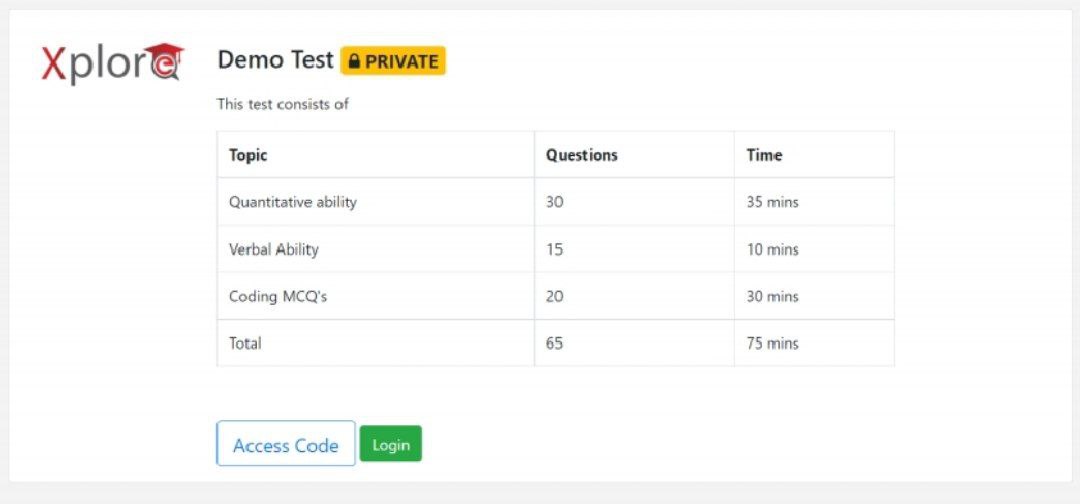 Xplore
Demo Test PRIVATE
This test consists of
Topic Questions Time
Quantitative ability 30 35 mins
Verbal Ability 15 10 mins
Coding MCQ's 20 30 mins
Total 65 75 mins
Access Code Login